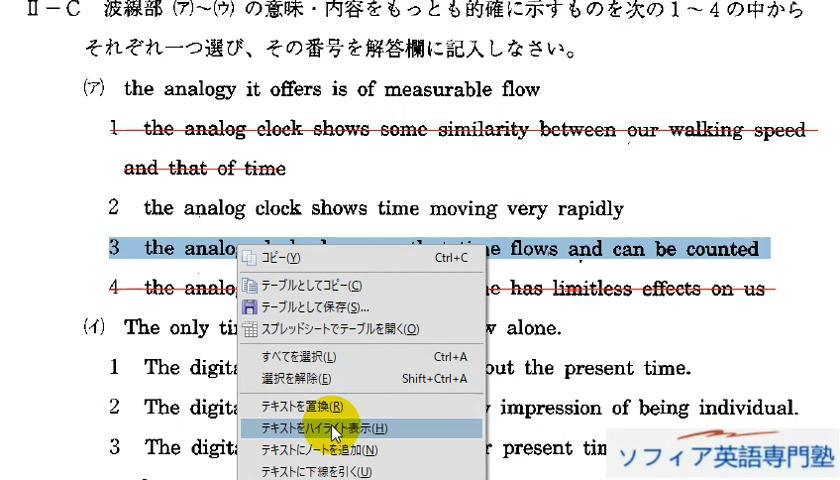 Ⅱ－C 波線部 ㋐～㋒ の意味・内容をもっとも的確に示すものを次の１～４の中から
それぞれ一つ選び、その番号を解答欄に記入しなさい。
㋐ the analogy it offers is of measurable flow
1 the analog clock shows some similarity between our walking speed
and that of time
2 the analog clock shows time moving very rapidly
3 the analog flows and can be counted
4 the analog has limitless effects on us
㋑ The only alone.
1 The the present time.
2 The impression of being individual.
3 The present
コピー(Y) Ctrl+C
テーブルとしてコピー(C)
テーブルとして保存(S)...
スプレッドシートでテーブルを開く(O)
すべてを選択(L) Ctrl+A
選択を解除(E) Shift+Ctrl+A
テキストを置換(R)
テキストをハイライト表示(H)
テキストにノートを追加(N)
テキストに下線を引く(U)
ソフィア英語専門塾